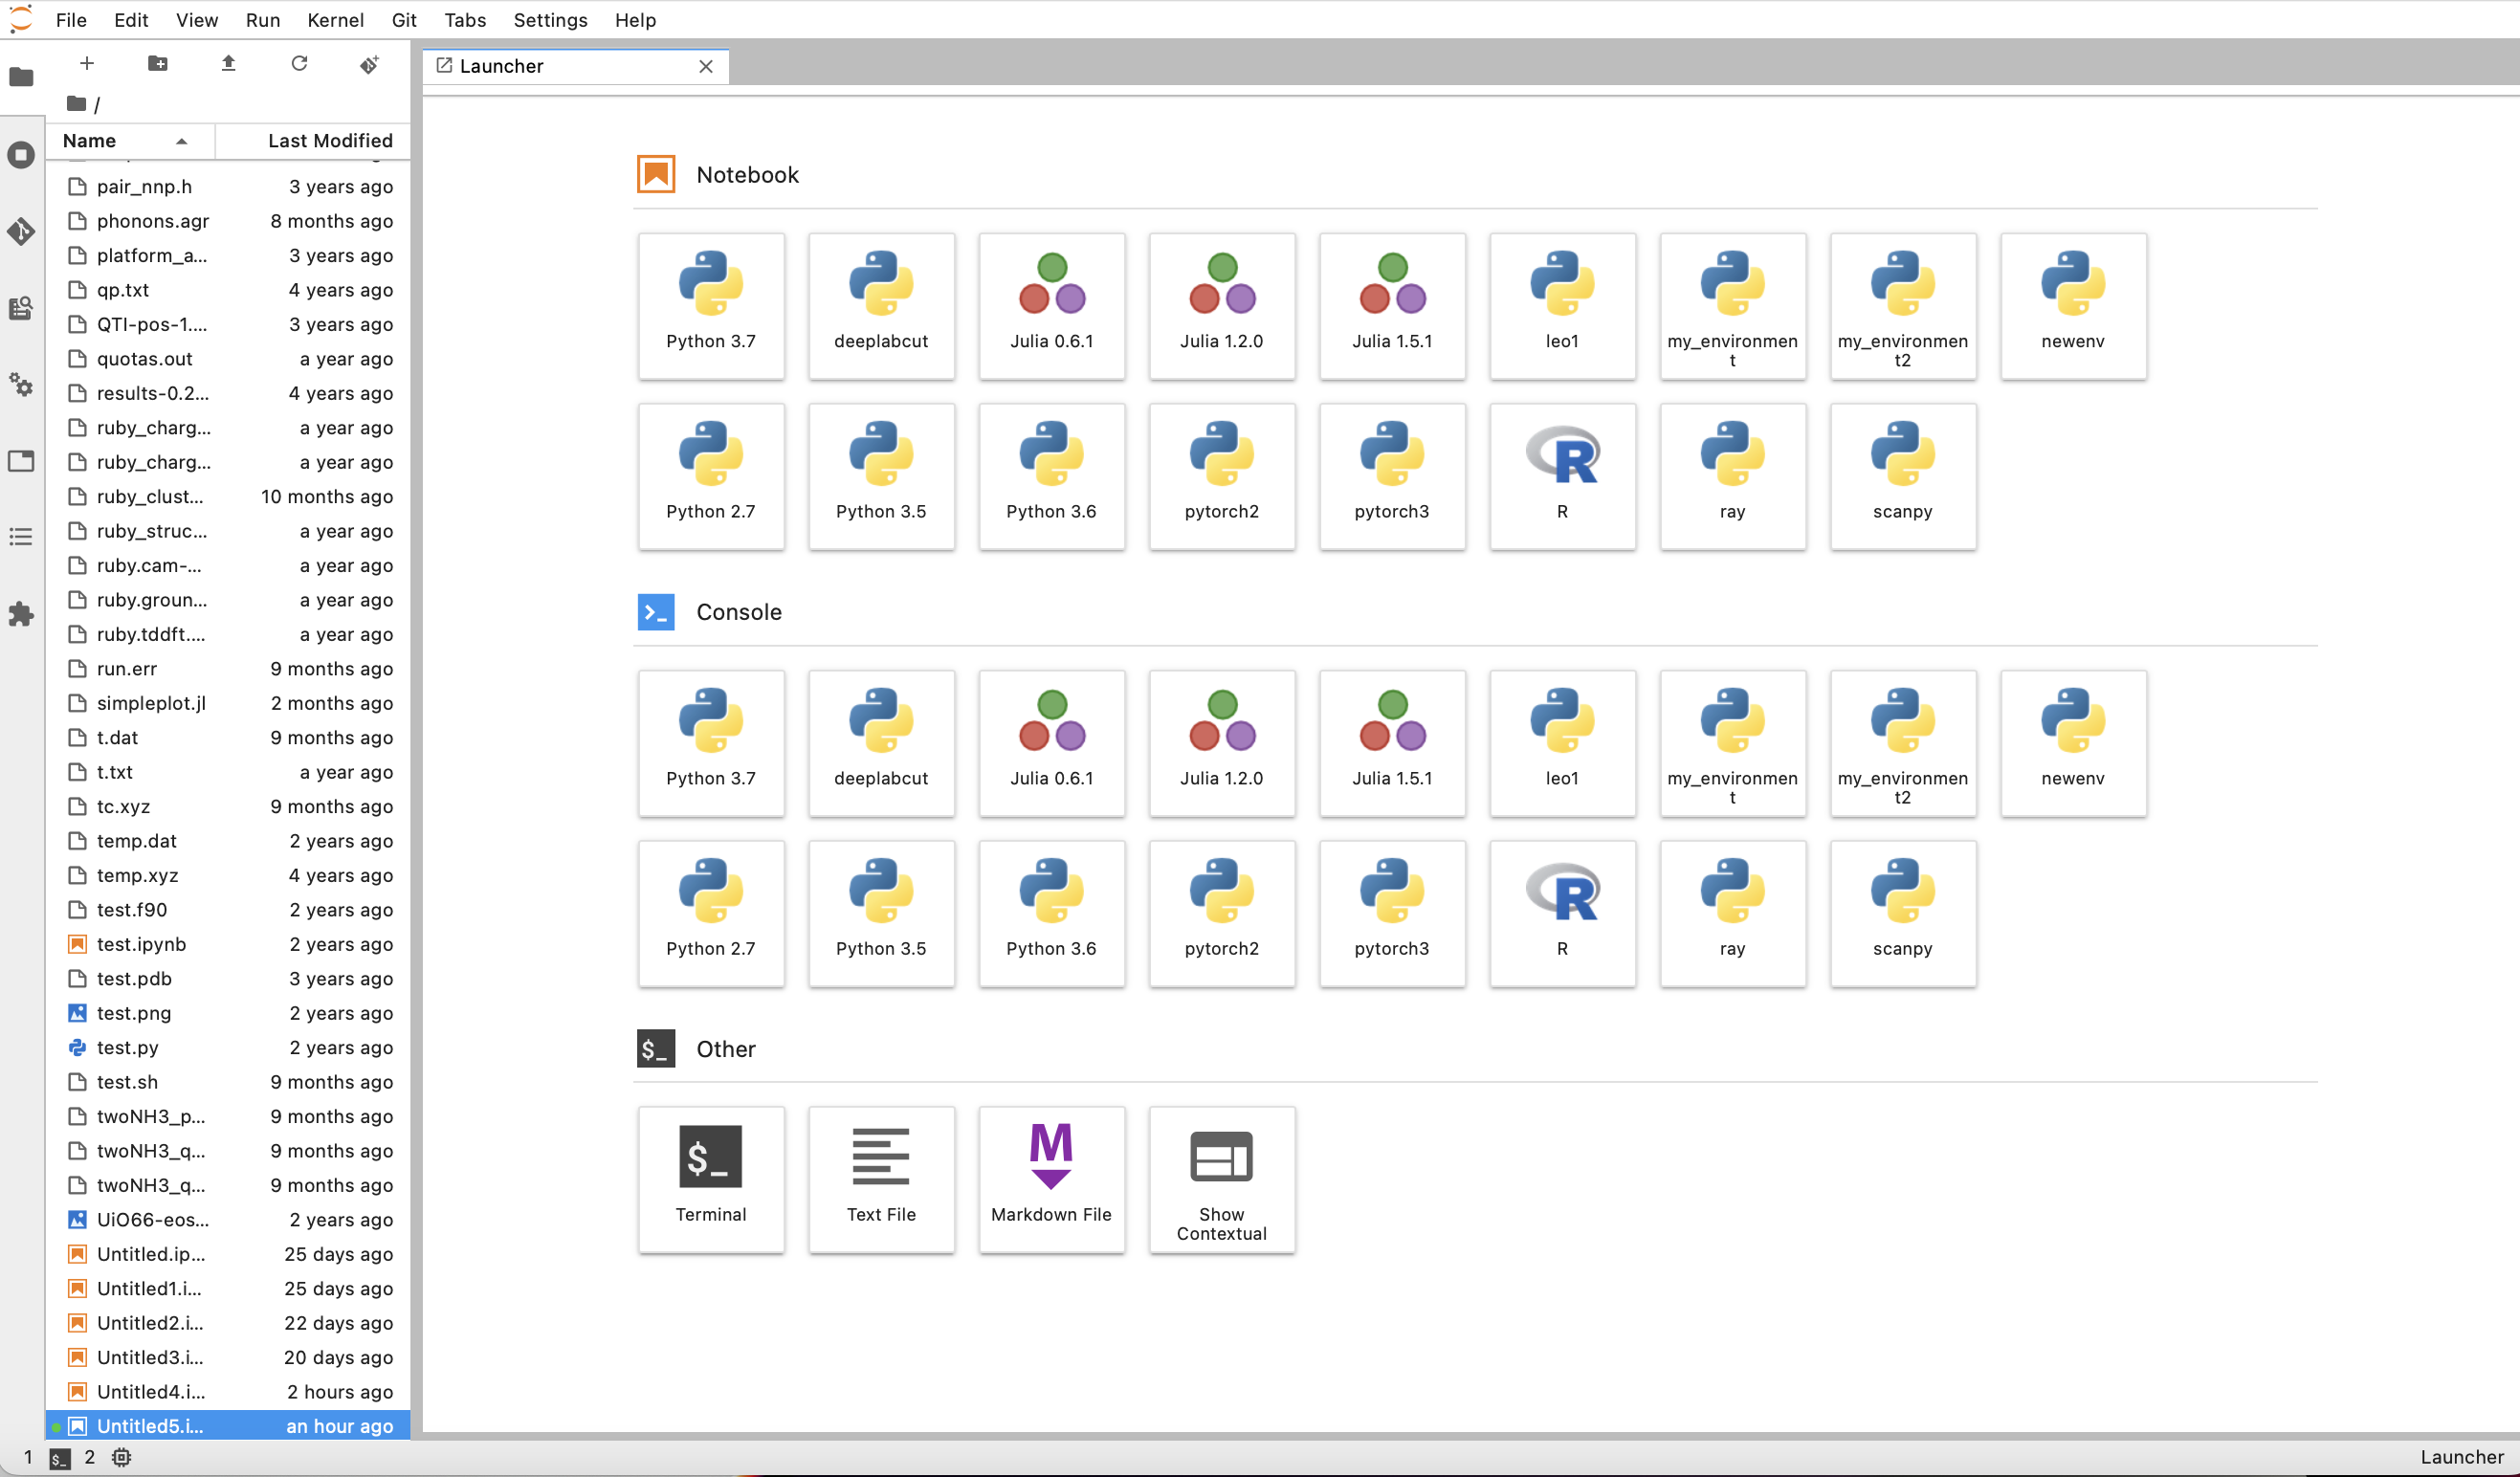 File Edit View Run Kernel Git Tabs Settings Help
Launcher
/
Name Last Modified
pair_nnp.h 3 years ago
phonons.agr 8 months ago
platform_a... 3 years ago
qp.txt 4 years ago
QTI-pos-1.... 3 years ago
quotas.out a year ago
results-0.2... 4 years ago
ruby_charg... a year ago
ruby_charg... a year ago
ruby_clust... 10 months ago
ruby_struc... a year ago
ruby.cam-... a year ago
ruby.groun... a year ago
ruby.tddft.... a year ago
run.err 9 months ago
simpleplot.jl 2 months ago
t.dat 9 months ago
t.txt a year ago
tc.xyz 9 months ago
temp.dat 2 years ago
temp.xyz 4 years ago
test.f90 2 years ago
test.ipynb 2 years ago
test.pdb 3 years ago
test.png 2 years ago
test.py 2 years ago
test.sh 9 months ago
twoNH3_p... 9 months ago
twoNH3_q... 9 months ago
twoNH3_q... 9 months ago
UiO66-eos... 2 years ago
Untitled.ip... 25 days ago
Untitled1.i... 25 days ago
Untitled2.i... 22 days ago
Untitled3.i... 20 days ago
Untitled4.i... 2 hours ago
Untitled5.i... an hour ago
Notebook
Python 3.7 deeplabcut Julia 0.6.1 Julia 1.2.0 Julia 1.5.1 leo1 my_environmen my_environmen newenv
t t2
R
Python 2.7 Python 3.5 Python 3.6 pytorch2 pytorch3 R ray scanpy
>_ Console
Python 3.7 deeplabcut Julia 0.6.1 Julia 1.2.0 Julia 1.5.1 leo1 my_environmen my_environmen newenv
t t2
R
Python 2.7 Python 3.5 Python 3.6 pytorch2 pytorch3 R ray scanpy
$_ Other
$_ M
Terminal Text File Markdown File Show
Contextual
1 $_ 2 Launcher